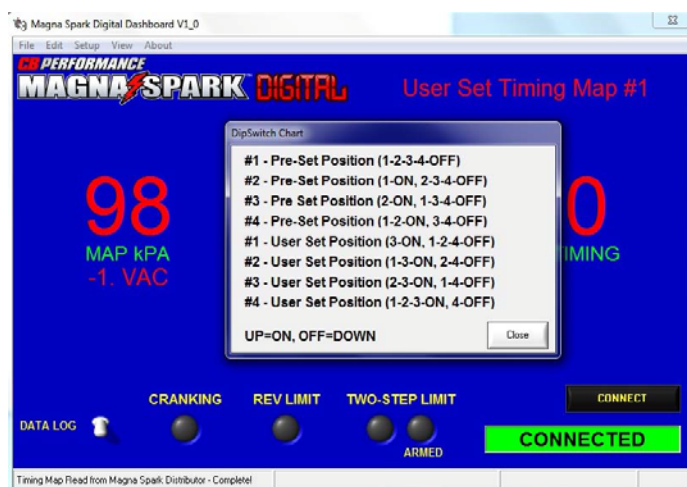 Magna Spark Digital Dashboard V1_0
File Edit Setup View About
CB PERFORMANCE
MAGNA SPARK DIGITAL
User Set Timing Map #1
DipSwitch Chart
#1 - Pre-Set Position (1-2-3-4-OFF)
#2 - Pre-Set Position (1-ON, 2-3-4-OFF)
#3 - Pre Set Position (2-ON, 1-3-4-OFF)
#4 - Pre-Set Position (1-2-ON, 3-4-OFF)
#1 - User Set Position (3-ON, 1-2-4-OFF)
#2 - User Set Position (1-3-ON, 2-4-OFF)
#3 - User Set Position (2-3-ON, 1-4-OFF)
#4 - User Set Position (1-2-3-ON, 4-OFF)
UP=ON, OFF=DOWN
Close
98
MAP kPA
-1. VAC
0
TIMING
CRANKING
REV LIMIT
TWO-STEP LIMIT
CONNECT
DATA LOG
ARMED
CONNECTED
Timing Map Read from Magna Spark Distributor - Complete!